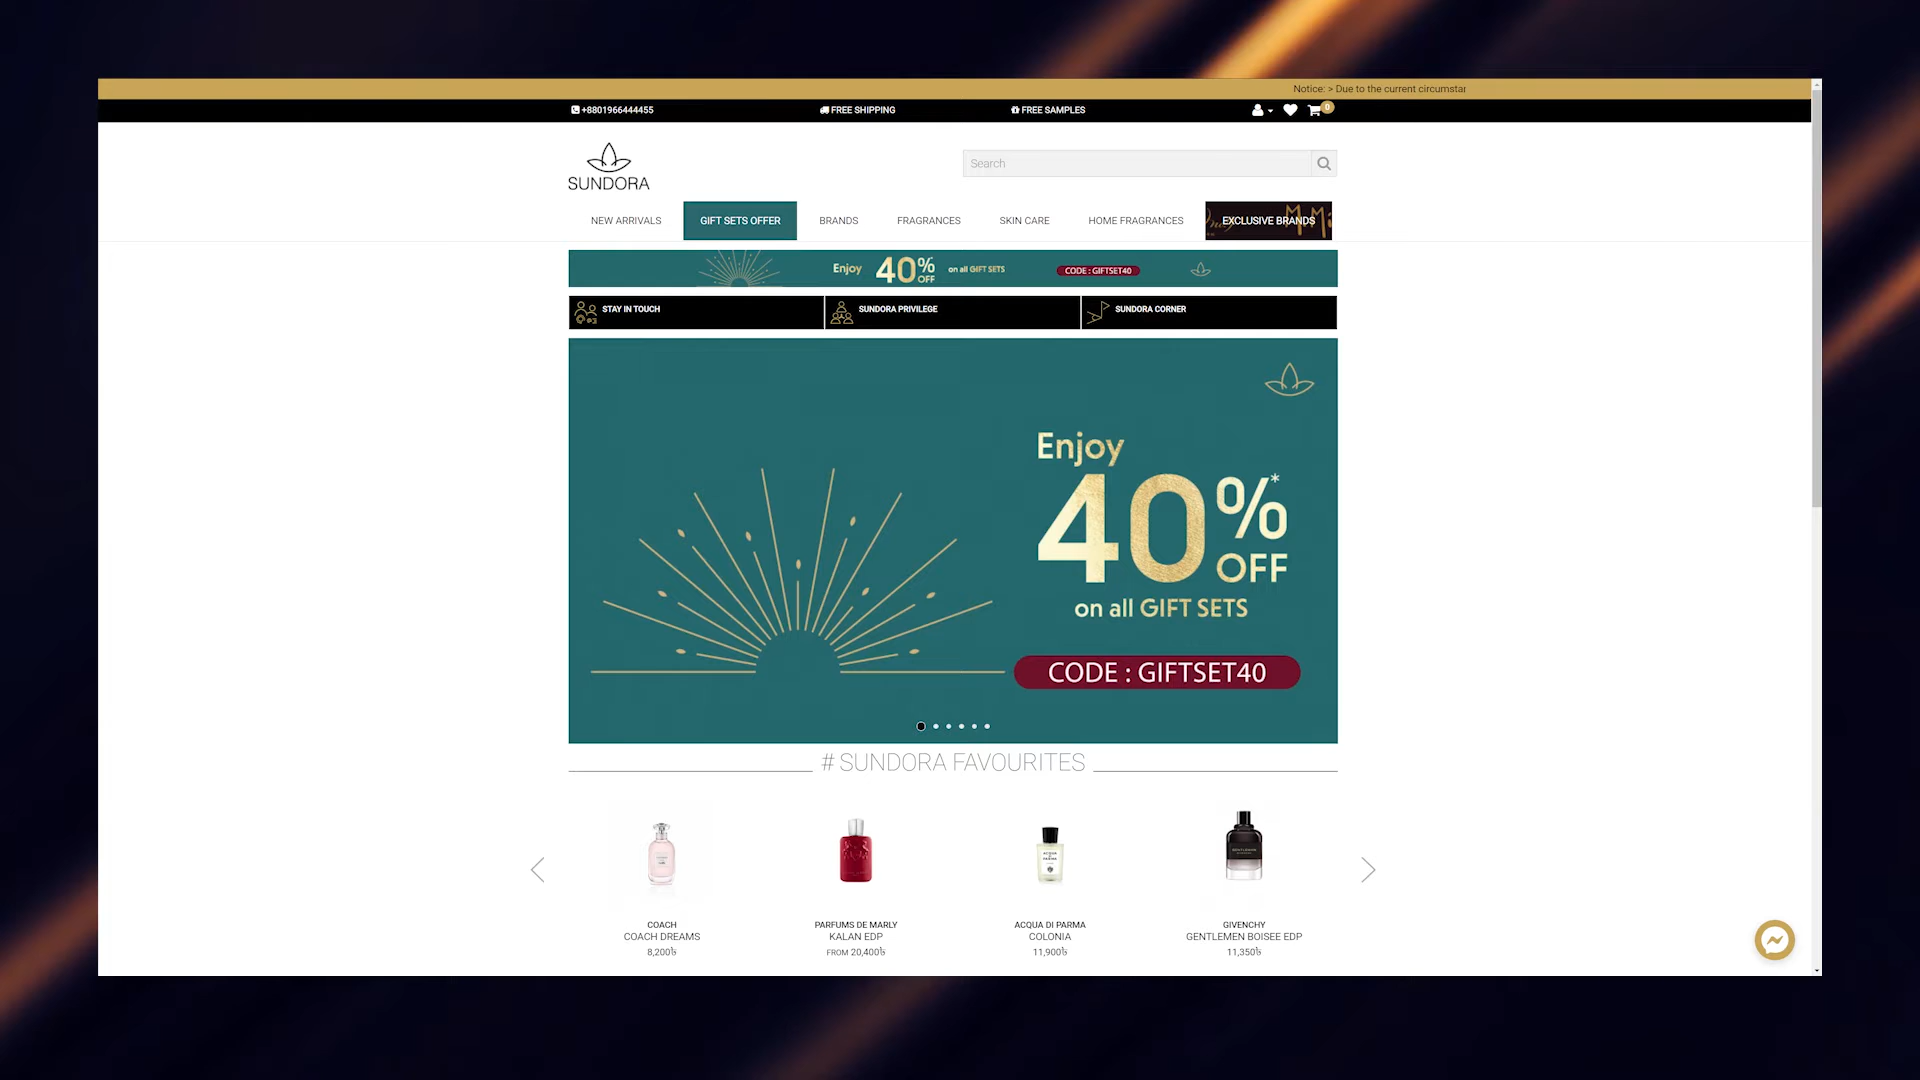 Notice: > Due to the current circumstar
+8801966444455
FREE SHIPPING
FREE SAMPLES
0
SUNDORA
Search
NEW ARRIVALS
GIFT SETS OFFER
BRANDS
FRAGRANCES
SKIN CARE
HOME FRAGRANCES
EXCLUSIVE BRANDS
Enjoy 40% OFF on all GIFT SETS
CODE : GIFTSET40
STAY IN TOUCH
SUNDORA PRIVILEGE
SUNDORA CORNER
Enjoy
40%*
OFF
on all GIFT SETS
CODE : GIFTSET40
# SUNDORA FAVOURITES
COACH
COACH DREAMS
8,200৳
PARFUMS DE MARLY
KALAN EDP
FROM 20,400৳
ACQUA DI PARMA
COLONIA
11,900৳
GIVENCHY
GENTLEMEN BOISEE EDP
11,350৳